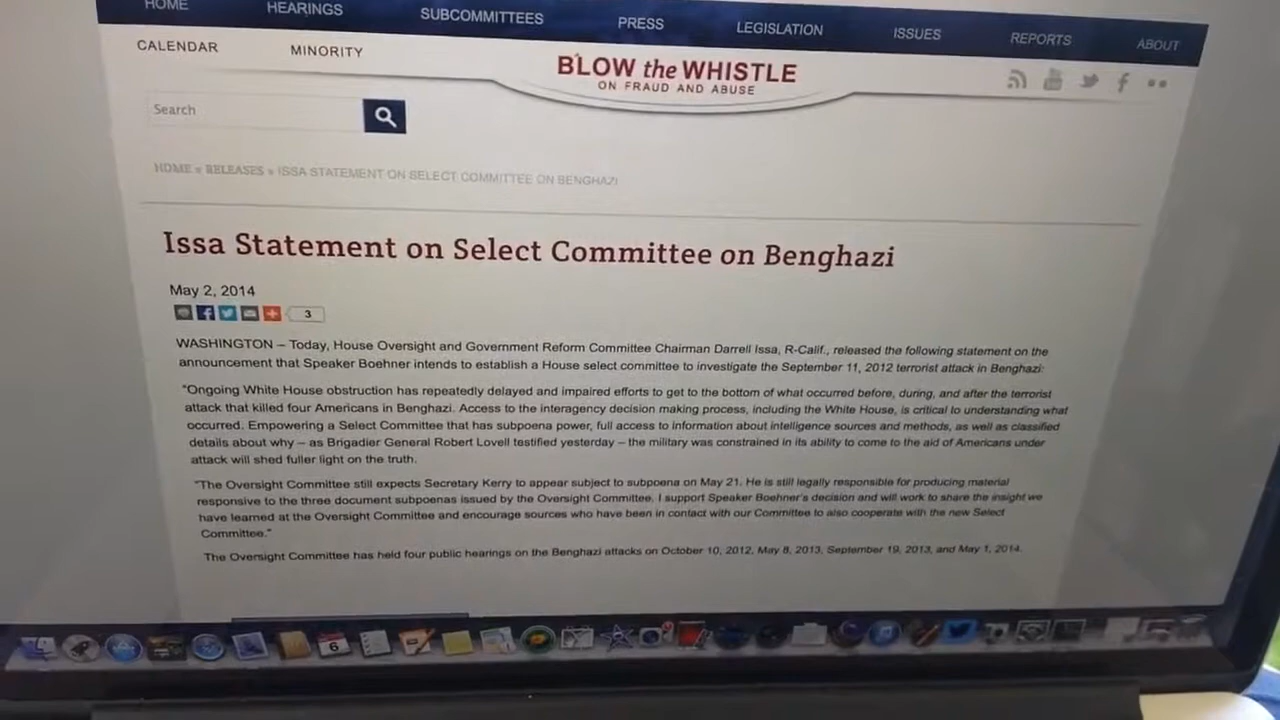 HOME HEARINGS SUBCOMMITTEES PRESS LEGISLATION ISSUES REPORTS ABOUT
CALENDAR MINORITY
BLOW the WHISTLE
ON FRAUD AND ABUSE
Search
HOME » RELEASES » ISSA STATEMENT ON SELECT COMMITTEE ON BENGHAZI
Issa Statement on Select Committee on Benghazi
May 2, 2014
3
WASHINGTON – Today, House Oversight and Government Reform Committee Chairman Darrell Issa, R-Calif., released the following statement on the
announcement that Speaker Boehner intends to establish a House select committee to investigate the September 11, 2012 terrorist attack in Benghazi:
"Ongoing White House obstruction has repeatedly delayed and impaired efforts to get to the bottom of what occurred before, during, and after the terrorist
attack that killed four Americans in Benghazi. Access to the interagency decision making process, including the White House, is critical to understanding what
occurred. Empowering a Select Committee that has subpoena power, full access to information about intelligence sources and methods, as well as classified
details about why – as Brigadier General Robert Lovell testified yesterday – the military was constrained in its ability to come to the aid of Americans under
attack will shed fuller light on the truth.
"The Oversight Committee still expects Secretary Kerry to appear subject to subpoena on May 21. He is still legally responsible for producing material
responsive to the three document subpoenas issued by the Oversight Committee. I support Speaker Boehner's decision and will work to share the insight we
have learned at the Oversight Committee and encourage sources who have been in contact with our Committee to also cooperate with the new Select
Committee."
The Oversight Committee has held four public hearings on the Benghazi attacks on October 10, 2012, May 8, 2013, September 19, 2013, and May 1, 2014.
6